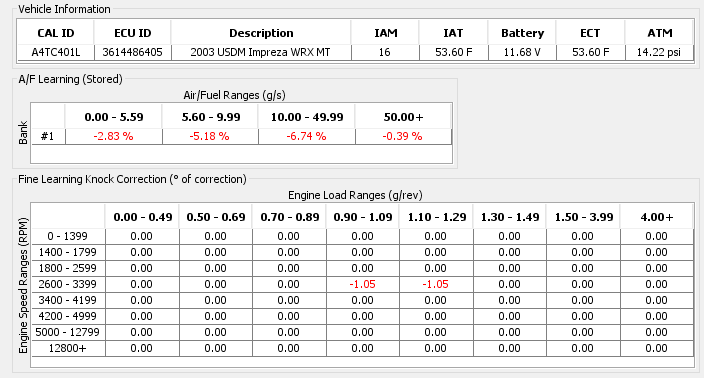 Vehicle Information
CAL ID ECU ID Description IAM IAT Battery ECT ATM
A4TC401L 3614486405 2003 USDM Impreza WRX MT 16 53.60 F 11.68 V 53.60 F 14.22 psi
A/F Learning (Stored)
Air/Fuel Ranges (g/s)
Bank
0.00 - 5.59 5.60 - 9.99 10.00 - 49.99 50.00+
#1 -2.83 % -5.18 % -6.74 % -0.39 %
Fine Learning Knock Correction (° of correction)
Engine Load Ranges (g/rev)
Engine Speed Ranges (RPM)
0.00 - 0.49 0.50 - 0.69 0.70 - 0.89 0.90 - 1.09 1.10 - 1.29 1.30 - 1.49 1.50 - 3.99 4.00+
0 - 1399 0.00 0.00 0.00 0.00 0.00 0.00 0.00 0.00
1400 - 1799 0.00 0.00 0.00 0.00 0.00 0.00 0.00 0.00
1800 - 2599 0.00 0.00 0.00 0.00 0.00 0.00 0.00 0.00
2600 - 3399 0.00 0.00 0.00 -1.05 -1.05 0.00 0.00 0.00
3400 - 4199 0.00 0.00 0.00 0.00 0.00 0.00 0.00 0.00
4200 - 4999 0.00 0.00 0.00 0.00 0.00 0.00 0.00 0.00
5000 - 12799 0.00 0.00 0.00 0.00 0.00 0.00 0.00 0.00
12800+ 0.00 0.00 0.00 0.00 0.00 0.00 0.00 0.00